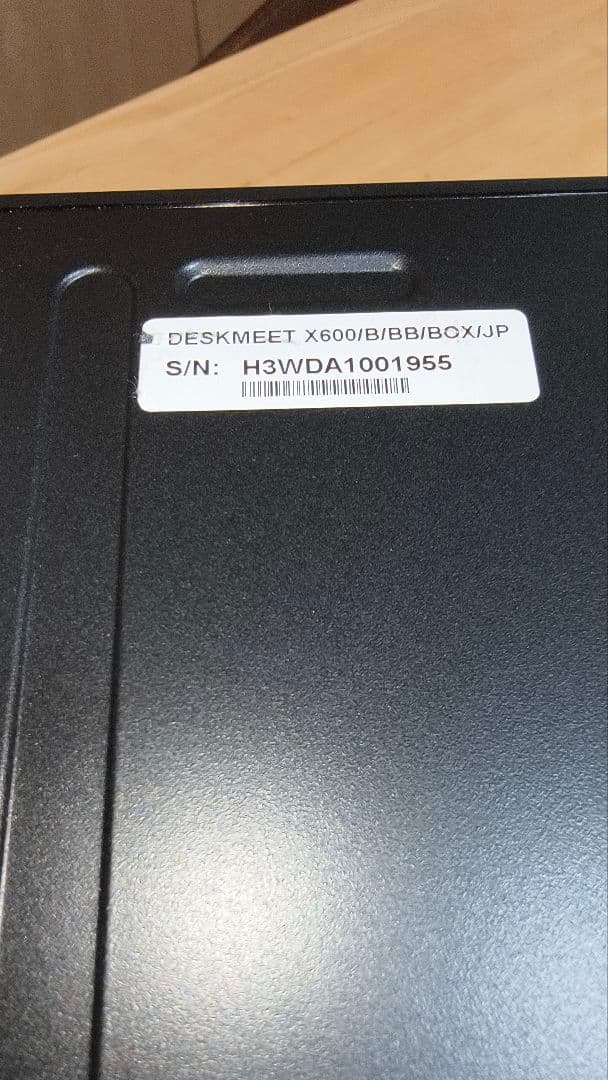 DESKMEET X600/B/BB/BOX/JP
S/N: H3WDA1001955